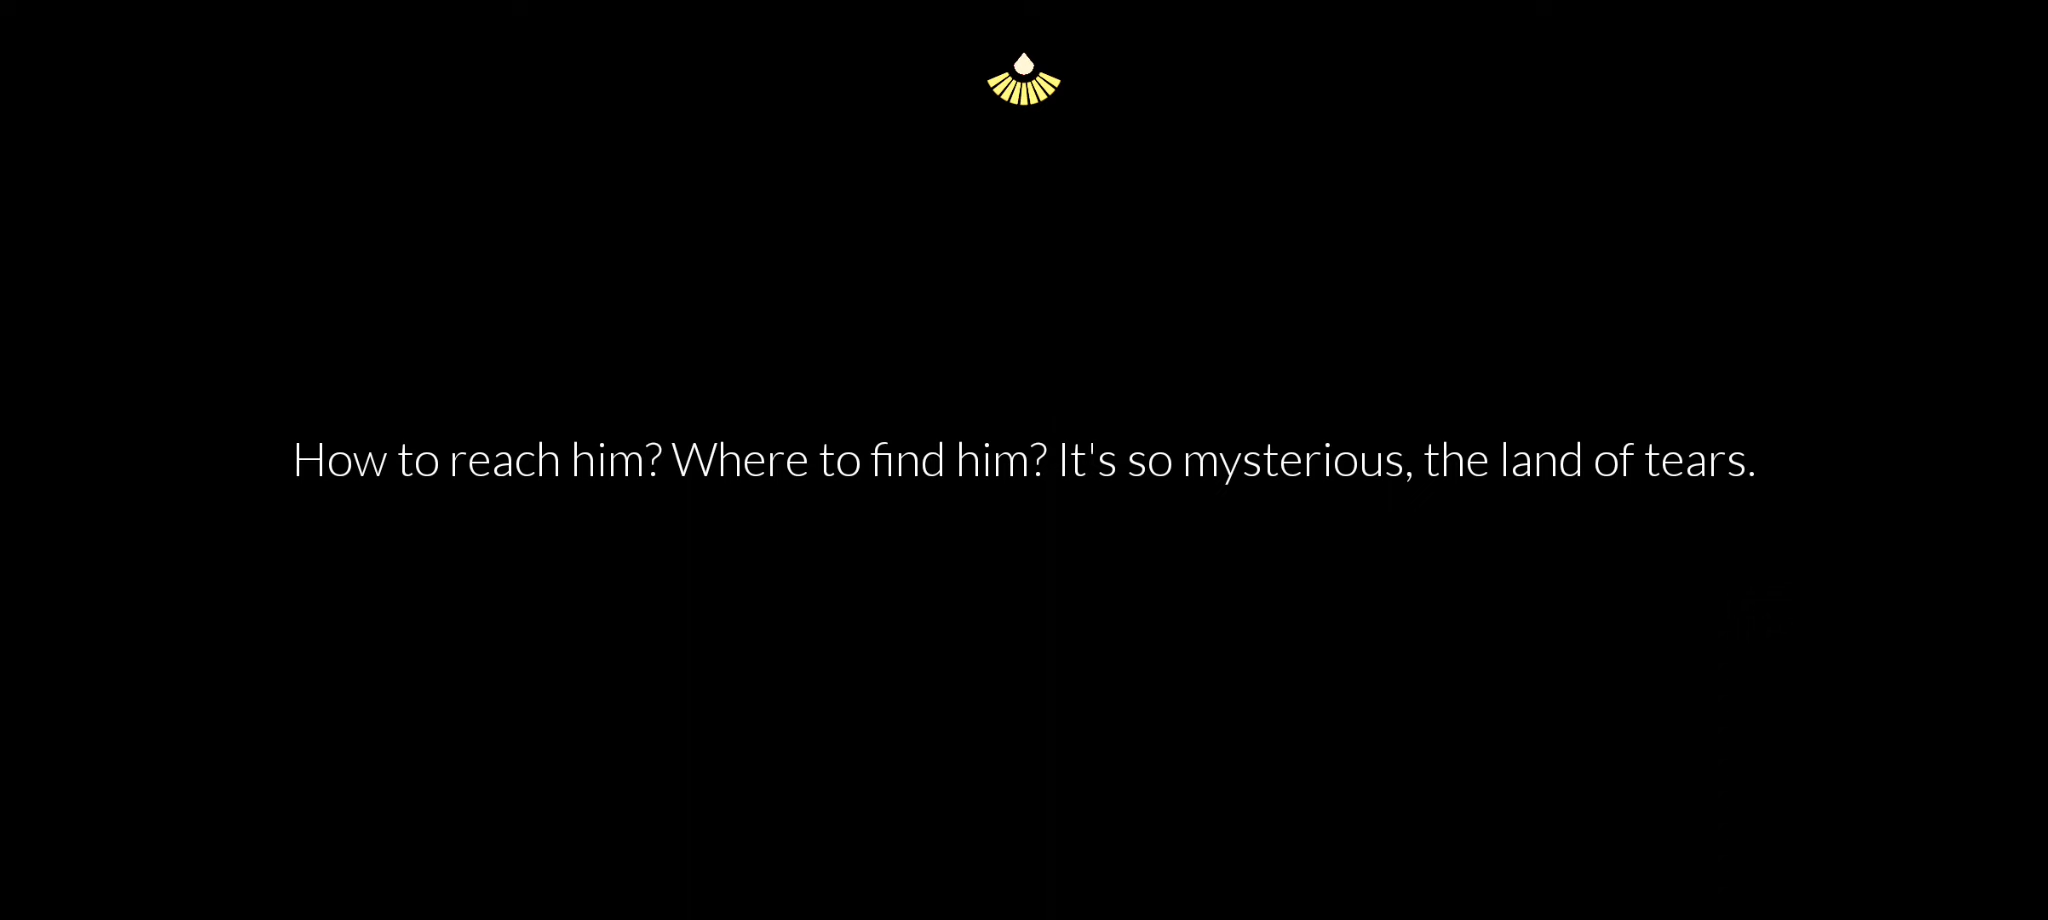 How to reach him? Where to find him? It's so mysterious, the land of tears.